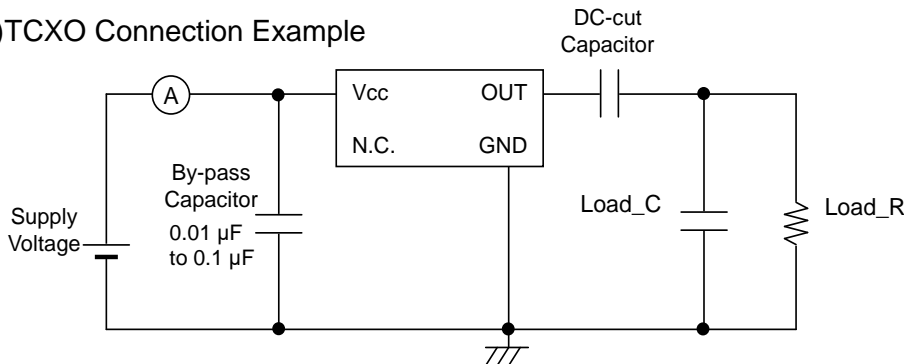 )TCXO Connection Example
DC-cut
Capacitor
A
Vcc
OUT
N.C.
GND
By-pass
Capacitor
0.01 µF
to 0.1 µF
Supply
Voltage
Load_C
Load_R